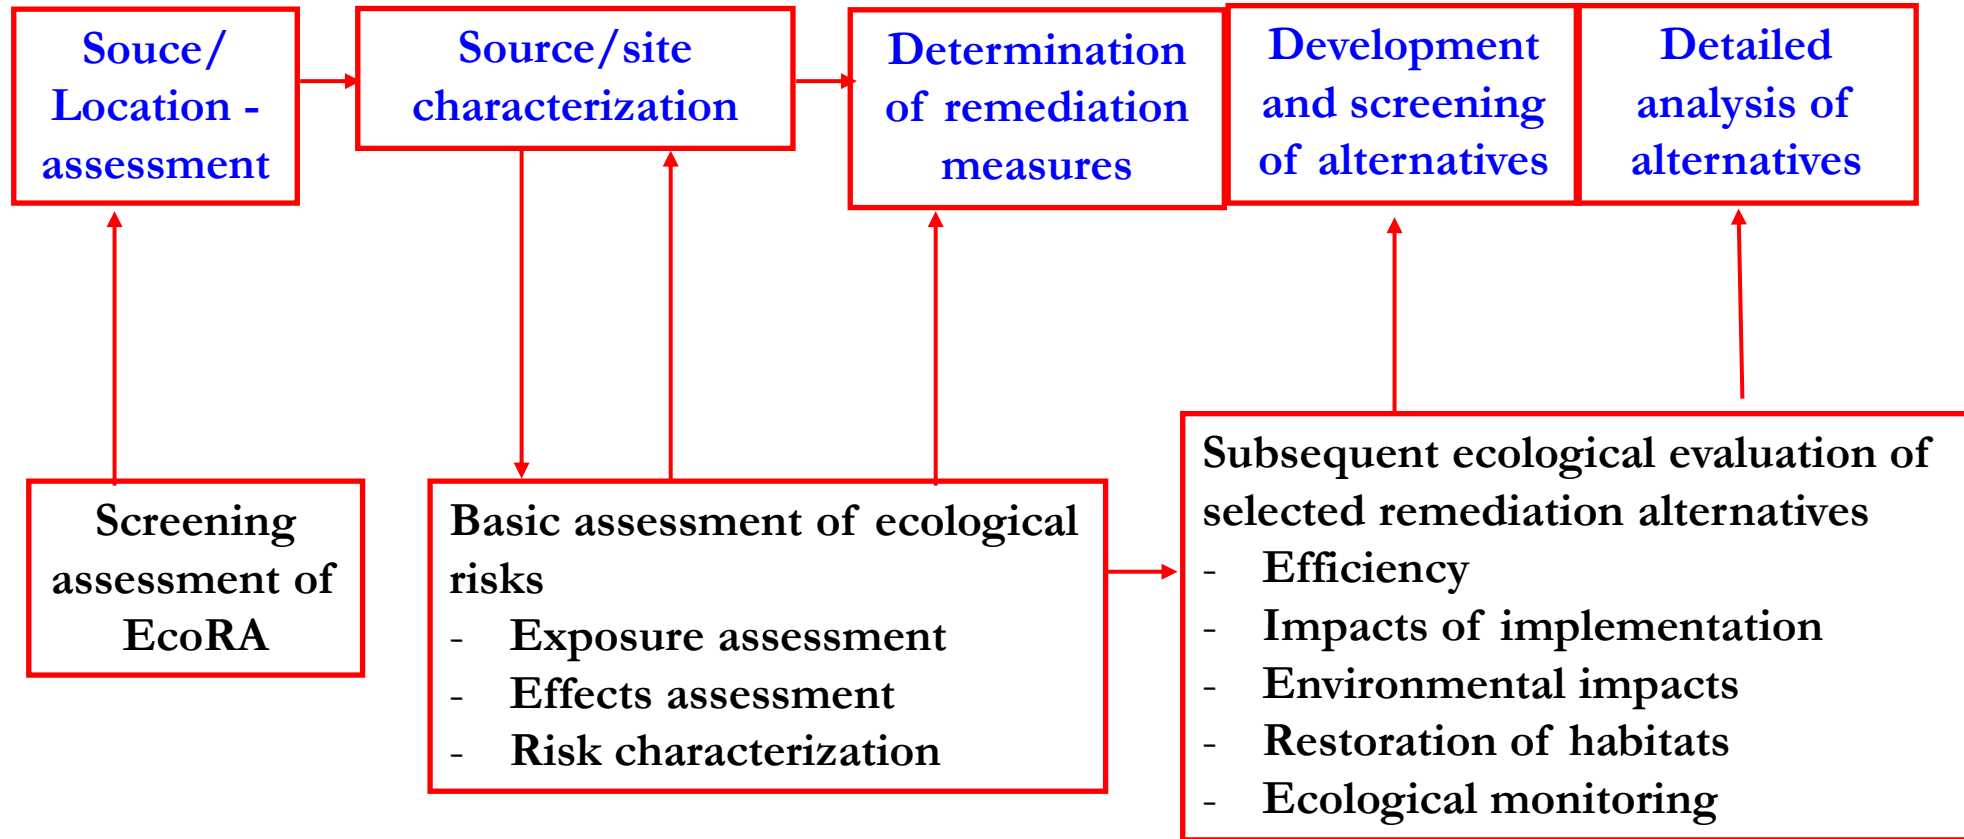 Souce/
Location -
assessment
Source/site
characterization
Determination
of remediation
measures
Development
and screening
of alternatives
Detailed
analysis of
alternatives
Screening
assessment of
EcoRA
Basic assessment of ecological
risks
- Exposure assessment
- Effects assessment
- Risk characterization
Subsequent ecological evaluation of
selected remediation alternatives
- Efficiency
- Impacts of implementation
- Environmental impacts
- Restoration of habitats
- Ecological monitoring